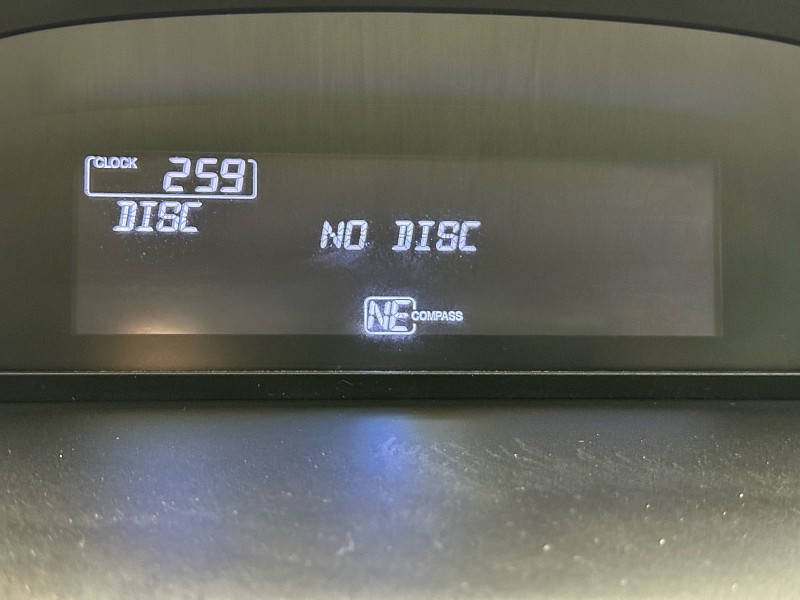 CLOCK 259
DISC
NO DISC
NE COMPASS